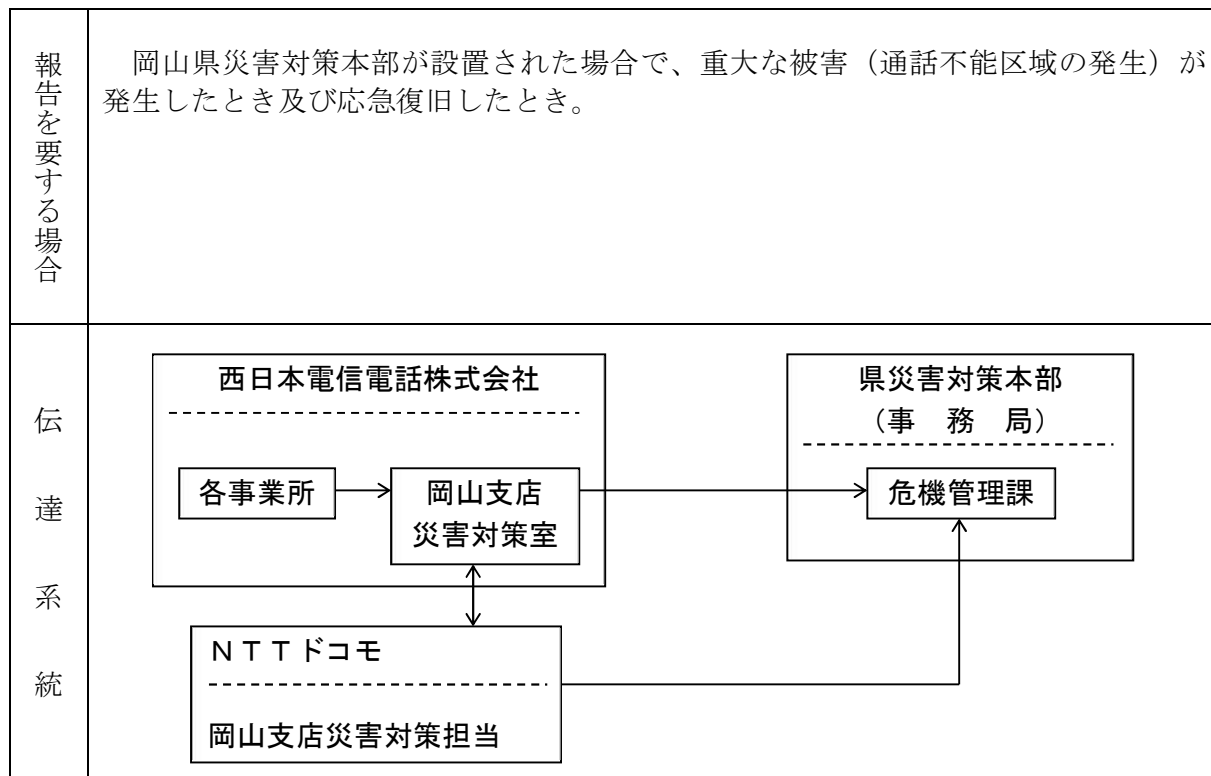 報告を要する場合
岡山県災害対策本部が設置された場合で、重大な被害（通話不能区域の発生）が
発生したとき及び応急復旧したとき。
伝達系統
西日本電信電話株式会社
各事業所
岡山支店
災害対策室
県災害対策本部
（事　務　局）
危機管理課
ＮＴＴドコモ
岡山支店災害対策担当